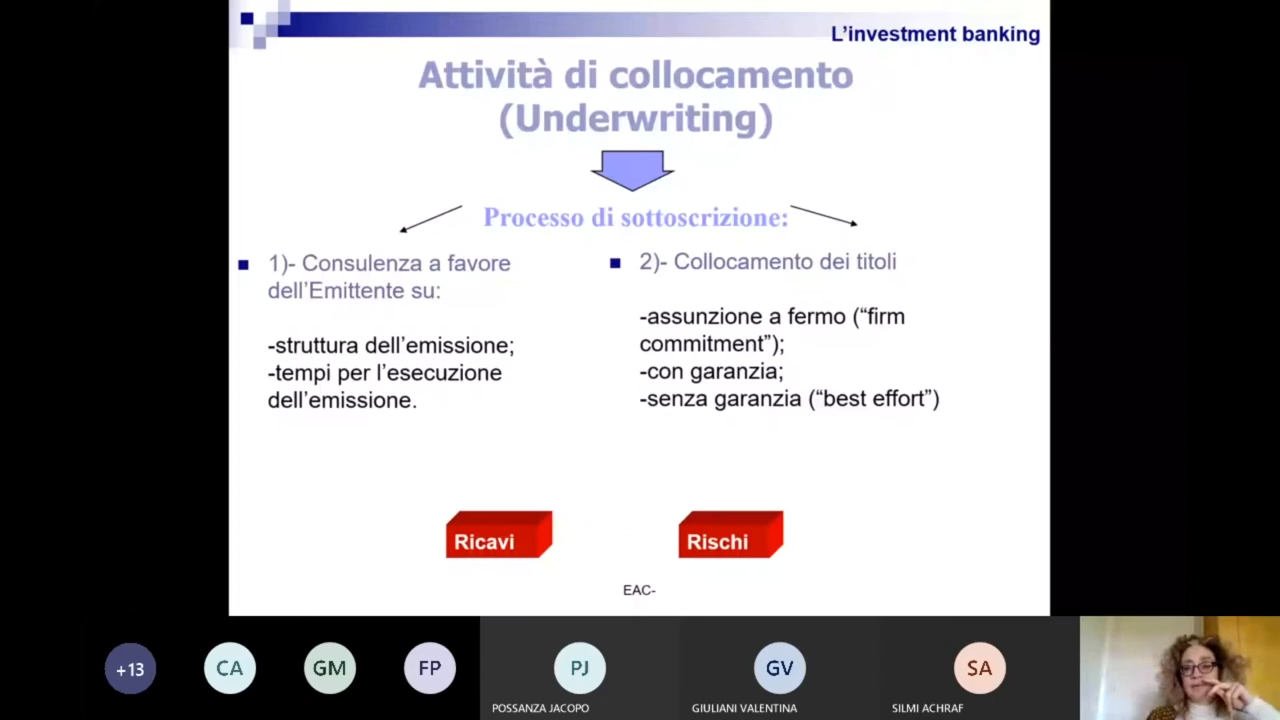 L'investment banking
Attività di collocamento
(Underwriting)
Processo di sottoscrizione:
1)- Consulenza a favore
dell'Emittente su:
-struttura dell'emissione;
-tempi per l'esecuzione
dell'emissione.
2)- Collocamento dei titoli
-assunzione a fermo (“firm
commitment”);
-con garanzia;
-senza garanzia (“best effort”)
Ricavi
Rischi
EAC-
+13
CA
GM
FP
PJ
POSSANZA JACOPO
GV
GIULIANI VALENTINA
SA
SILMI ACHRAF